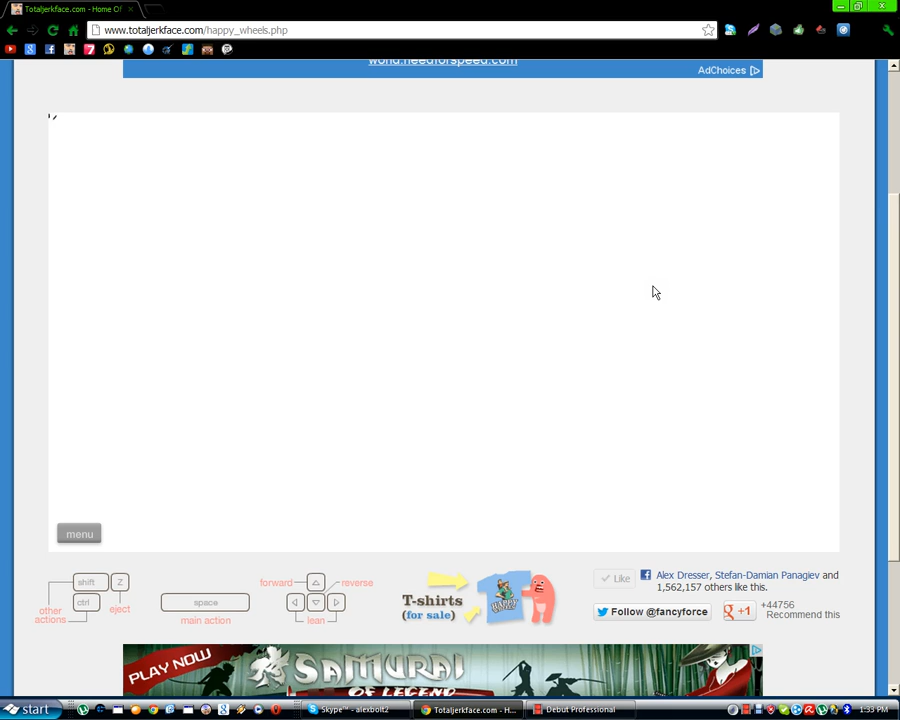 Totaljerkface.com - Home Of
www.totaljerkface.com/happy_wheels.php
world.needforspeed.com
AdChoices
menu
shift
Z
ctrl
other
actions
eject
space
main action
forward
reverse
lean
T-shirts
(for sale)
HAPPY
WHEELS
Like
Alex Dresser, Stefan-Damian Panagiev and
1,562,157 others like this.
Follow @fancyforce
g +1
+44756
Recommend this
PLAY NOW
SAMURAI
OF LEGEND
start
Skype™ - alexbolt2
Totaljerkface.com - H...
Debut Professional
1:33 PM